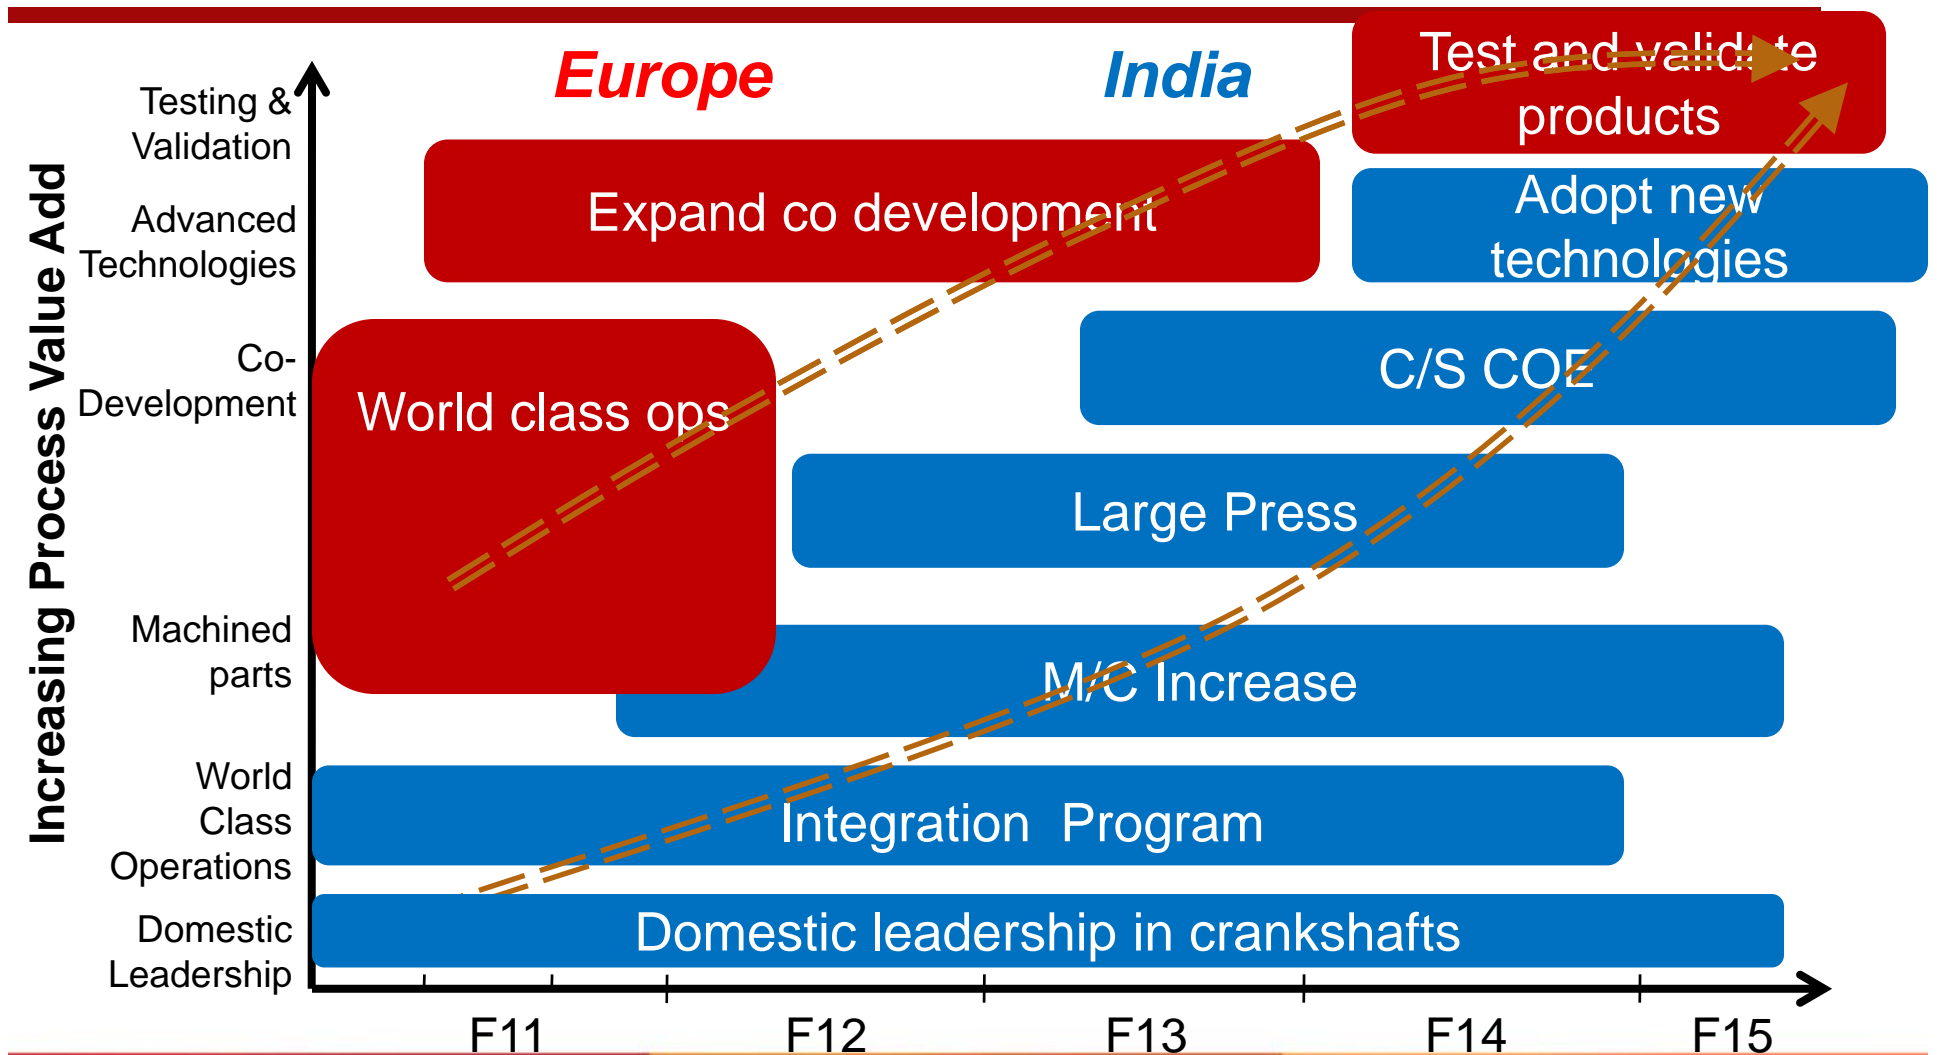 Europe
India
Test and validate
products
Testing &
Validation
Expand co development
Adopt new
technologies
Advanced
Technologies
Increasing Process Value Add
Co-
Development
World class ops
C/S COE
Large Press
Machined
parts
M/C Increase
World
Class
Operations
Integration  Program
Domestic
Leadership
Domestic leadership in crankshafts
F11
F12
F13
F14
F15